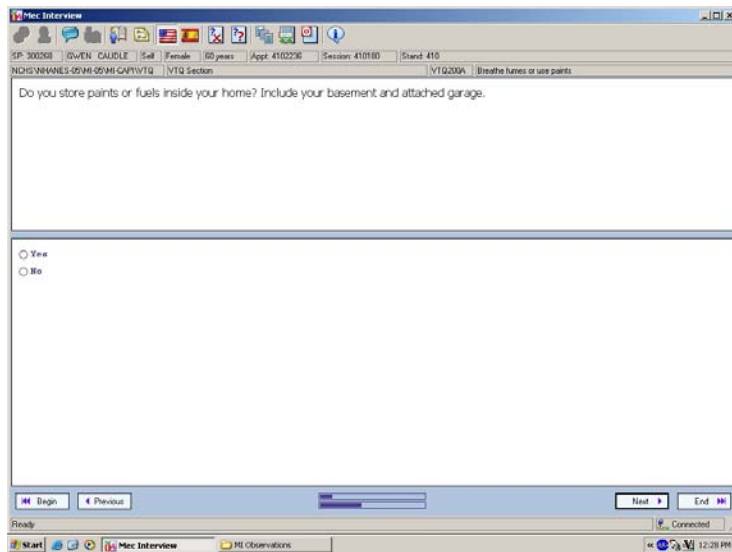 Mec Interview
SP: 300268 GWEN CAUDLE Self Female 60 years Appt: 4102236 Session: 410180 Stand: 410
NCHS\NHANES-05\MI-05\MI-CAPI\VTQ VTQ Section VTQ200A Breathe fumes or use paints
Do you store paints or fuels inside your home? Include your basement and attached garage.
Yes
No
Begin Previous Next End
Ready Connected
Start Mec Interview MI Observations 12:28 PM